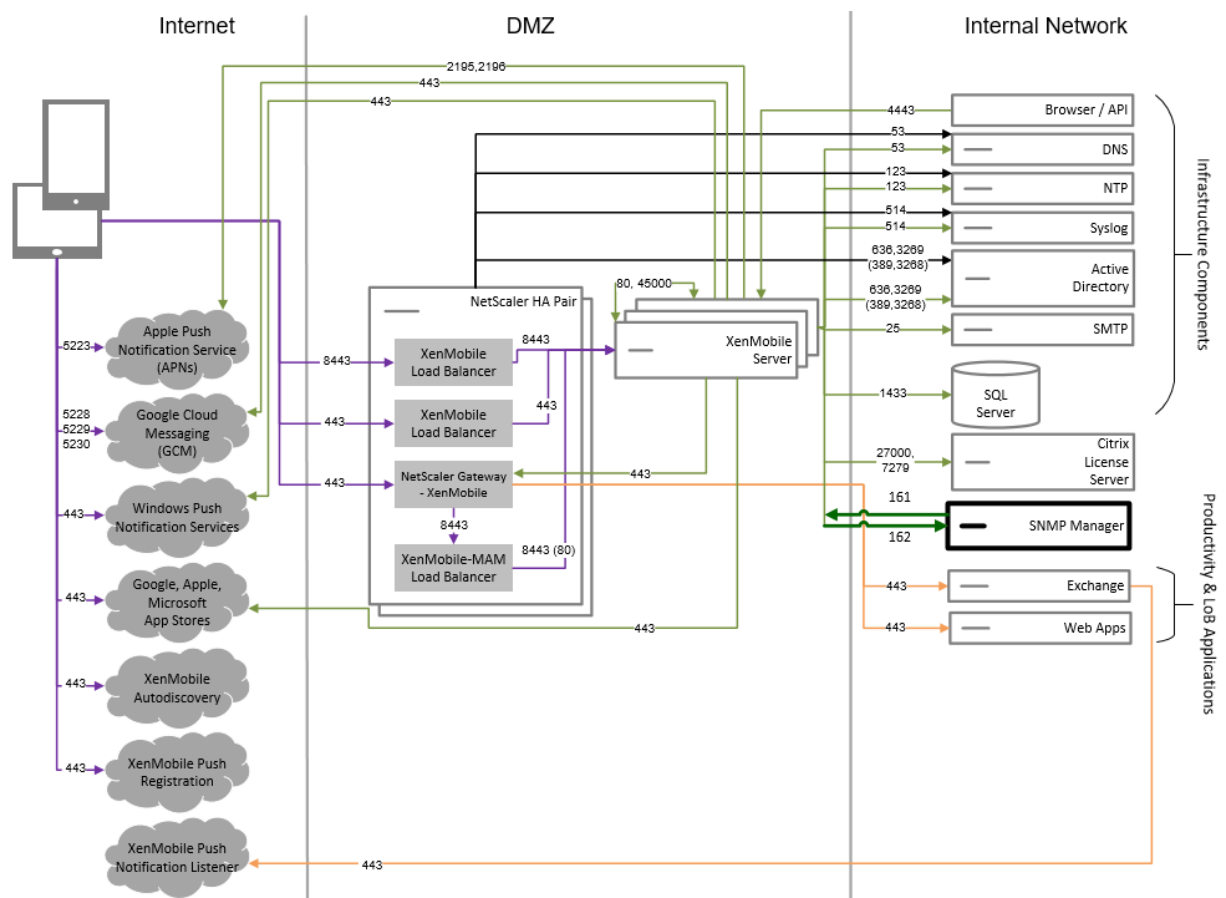 Internet
DMZ
Internal Network
2195,2196
443
443
4443
Browser / API
53
53
DNS
123
123
NTP
514
514
Syslog
636,3269
(389,3268)
636,3269
(389,3268)
Active
Directory
25
SMTP
1433
SQL
Server
27000,
7279
Citrix
License
Server
161
162
SNMP Manager
443
Exchange
443
Web Apps
Infrastructure Components
Productivity & LoB Applications
NetScaler HA Pair
80, 45000
XenMobile
Server
8443
XenMobile
Load Balancer
8443
443
XenMobile
Load Balancer
443
443
NetScaler Gateway
- XenMobile
443
8443
XenMobile-MAM
Load Balancer
8443 (80)
443
5223
Apple Push
Notification Service
(APNs)
5228
5229
5230
Google Cloud
Messaging
(GCM)
443
Windows Push
Notification Services
443
Google, Apple,
Microsoft
App Stores
443
XenMobile
Autodiscovery
443
XenMobile Push
Registration
XenMobile Push
Notification Listener
443